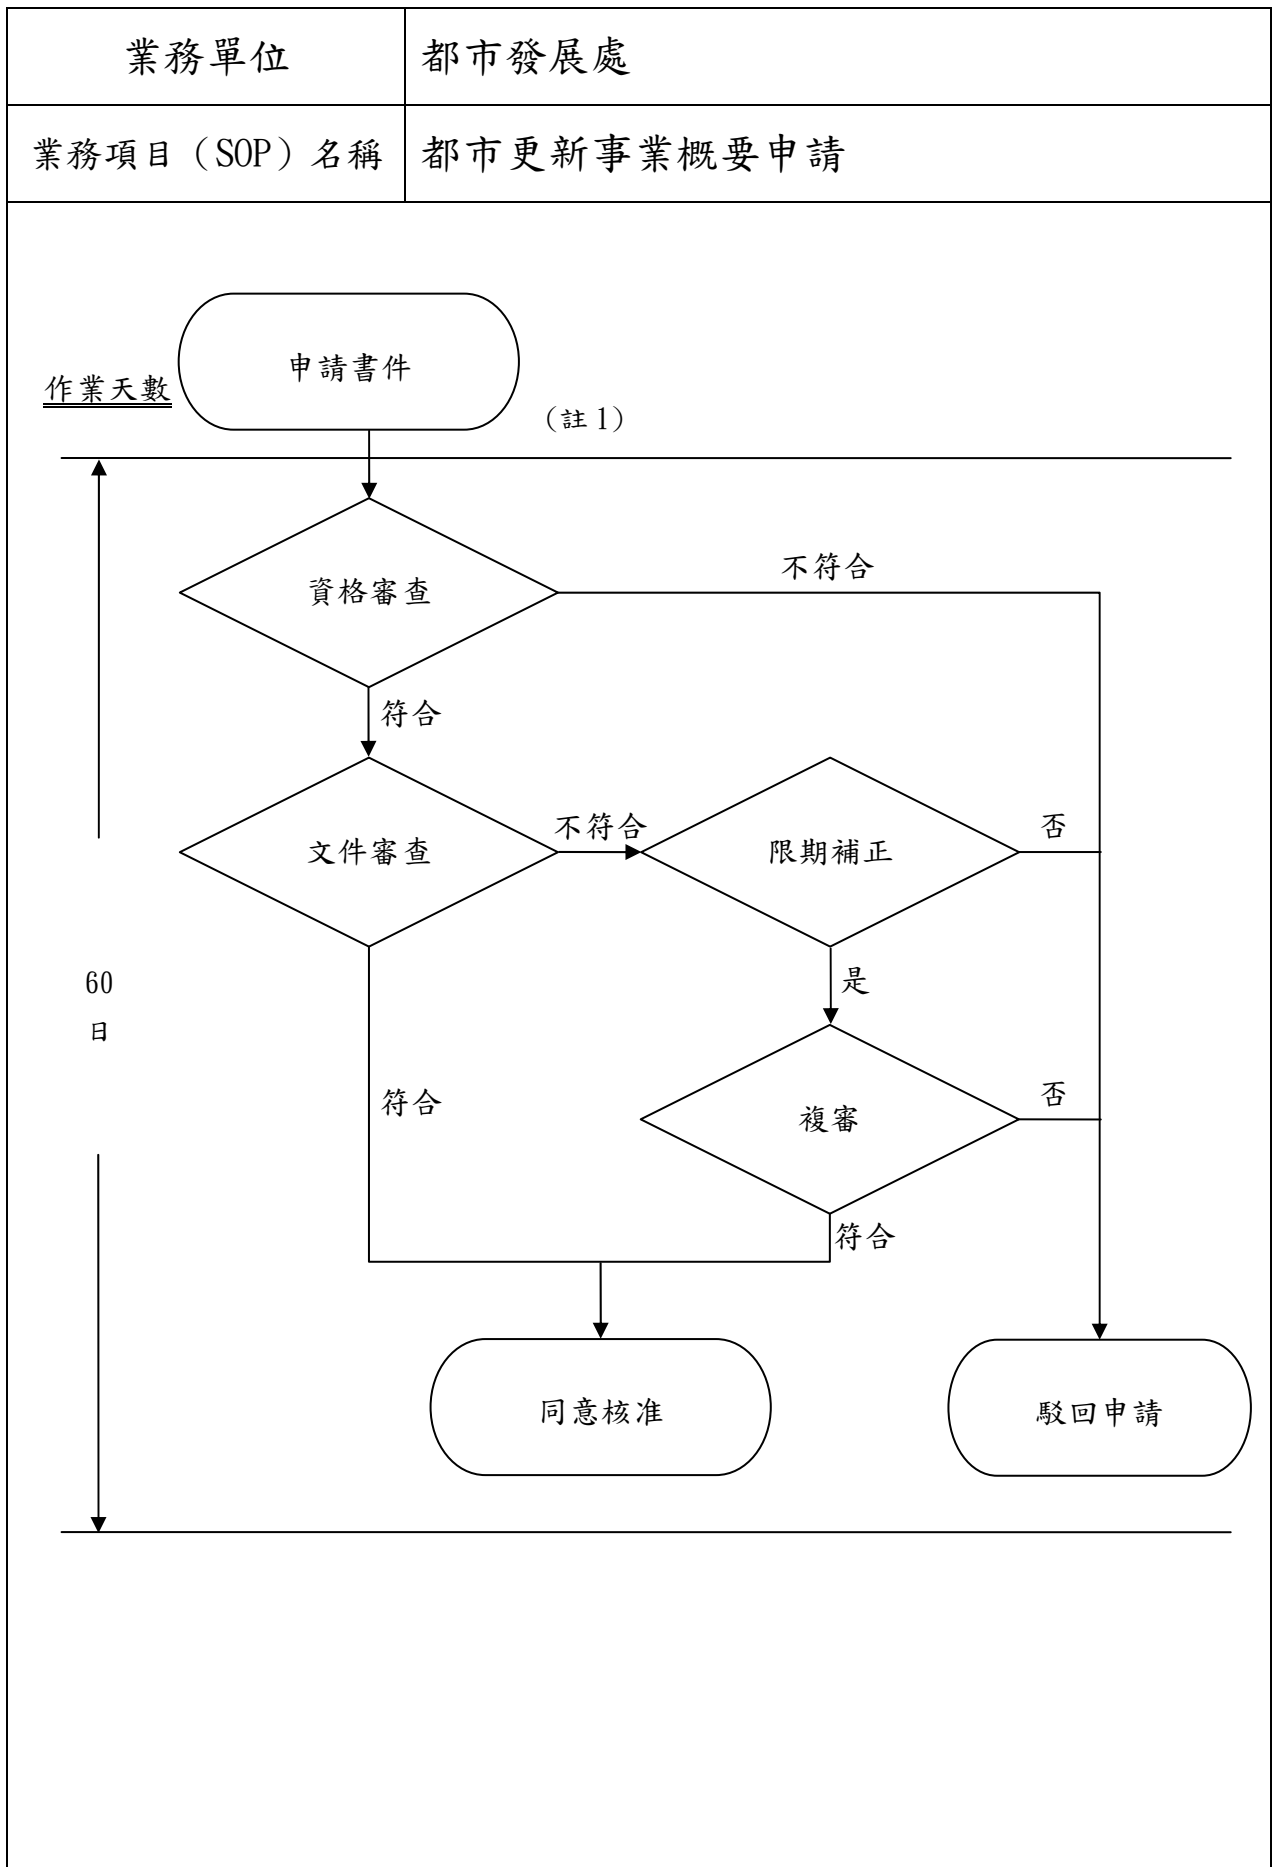 業務單位
都市發展處
業務項目（SOP）名稱
都市更新事業概要申請
申請書件
作業天數
(註 1)
資格審查
不符合
符合
文件審查
不符合
限期補正
否
是
60
日
符合
複審
否
符合
同意核准
駁回申請